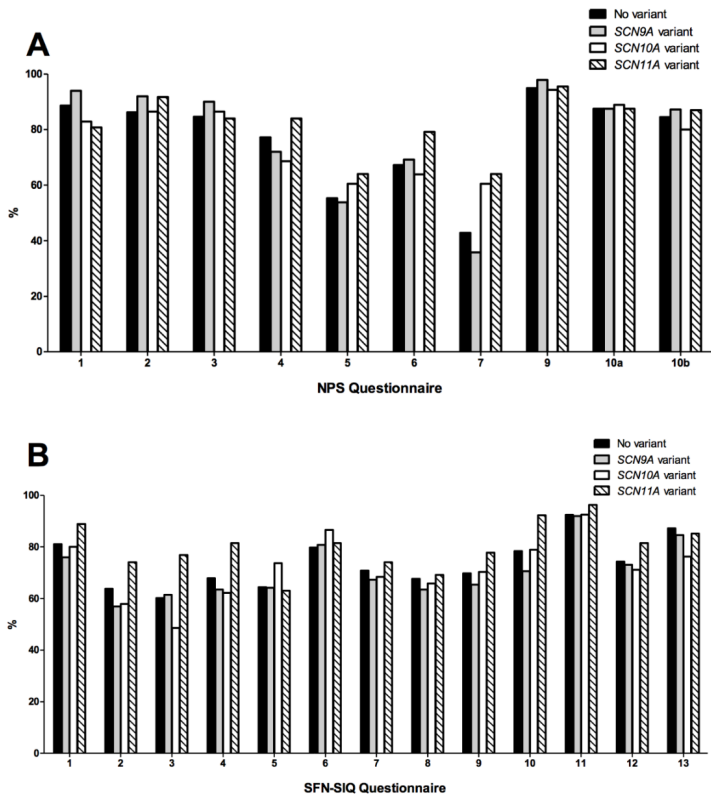 A
No variant
SCN9A variant
SCN10A variant
SCN11A variant
100
80
60
40
20
0
%
1 2 3 4 5 6 7 9 10a 10b
NPS Questionnaire
B
No variant
SCN9A variant
SCN10A variant
SCN11A variant
100
80
60
40
20
0
%
1 2 3 4 5 6 7 8 9 10 11 12 13
SFN-SIQ Questionnaire